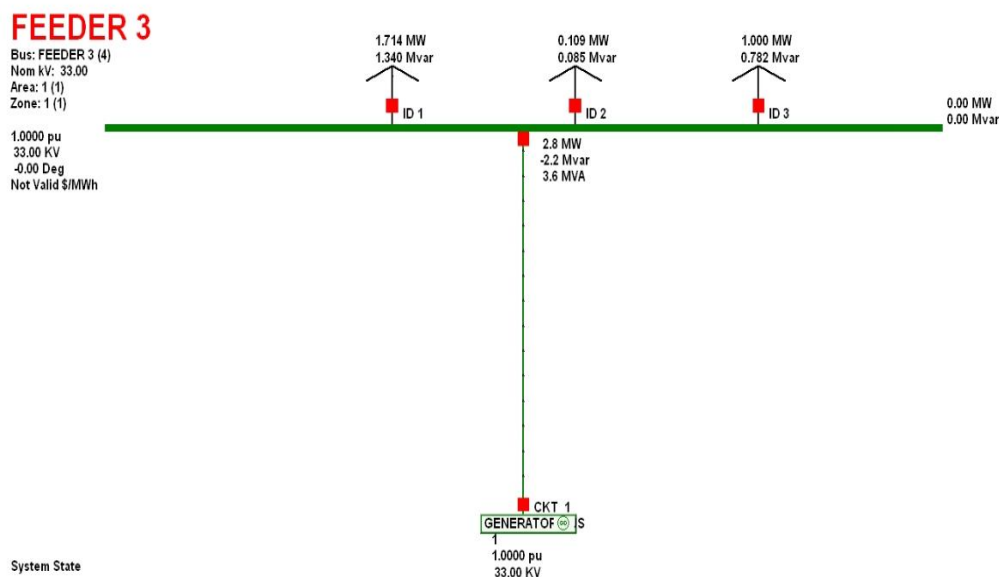 FEEDER 3
Bus: FEEDER 3 (4)
Nom kV: 33.00
Area: 1 (1)
Zone: 1 (1)
1.714 MW
1.340 Mvar
ID 1
0.109 MW
0.085 Mvar
ID 2
1.000 MW
0.782 Mvar
ID 3
0.00 MW
0.00 Mvar
1.0000 pu
33.00 KV
-0.00 Deg
Not Valid $/MWh
2.8 MW
-2.2 Mvar
3.6 MVA
CKT 1
1
1.0000 pu
33.00 KV
System State